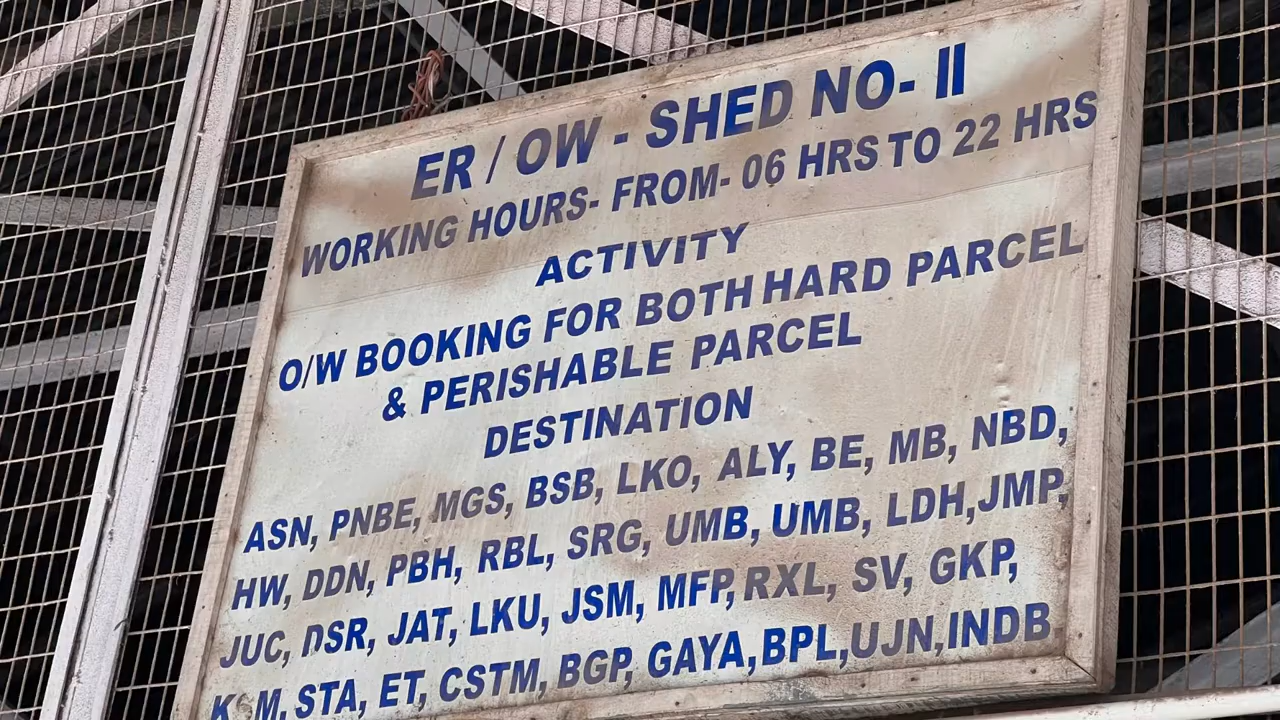 ER / OW - SHED NO- II
WORKING HOURS- FROM- 06 HRS TO 22 HRS
ACTIVITY
O/W BOOKING FOR BOTH HARD PARCEL
& PERISHABLE PARCEL
DESTINATION
ASN, PNBE, MGS, BSB, LKO, ALY, BE, MB, NBD,
HW, DDN, PBH, RBL, SRG, UMB, UMB, LDH, JMP,
JUC, DSR, JAT, LKU, JSM, MFP, RXL, SV, GKP,
STA, ET, CSTM, BGP, GAYA, BPL, UJN, INDB